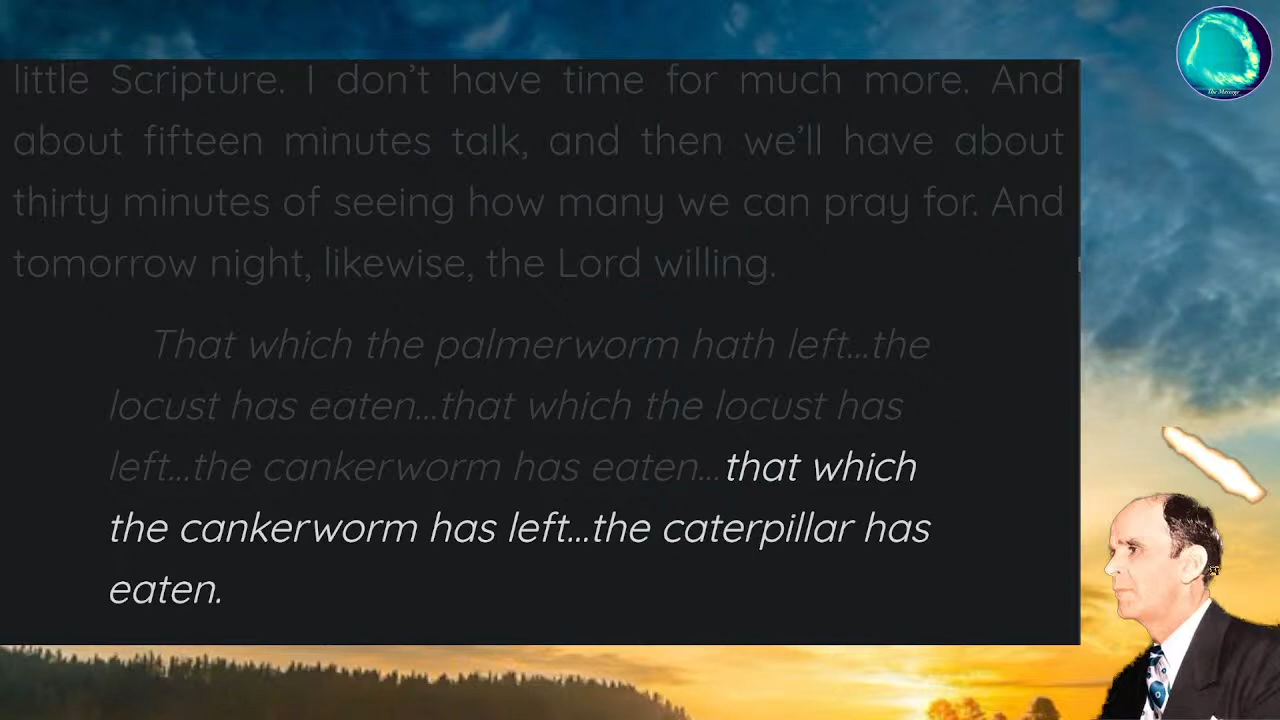 little Scripture. I don’t have time for much more. And
about fifteen minutes talk, and then we’ll have about
thirty minutes of seeing how many we can pray for. And
tomorrow night, likewise, the Lord willing.
That which the palmerworm hath left...the
locust has eaten...that which the locust has
left...the cankerworm has eaten...that which
the cankerworm has left...the caterpillar has
eaten.
The Message